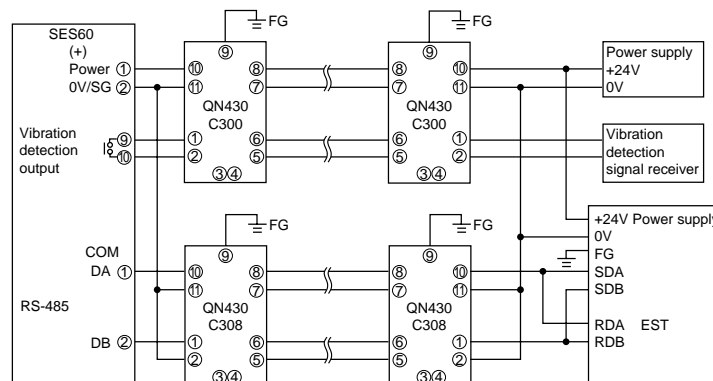 SES60
(+)
Power ①
0V/SG ②
Vibration
detection
output
⑨
⑩
COM
DA ①
RS-485
DB ②
FG
⑨
⑩ ⑧
⑪ ⑦
QN430
C300
① ⑥
② ⑤
③④
FG
⑨
⑧ ⑩
⑦ ⑪
QN430
C300
⑥ ①
⑤ ②
③④
Power supply
+24V
0V
Vibration
detection
signal receiver
FG
⑨
⑩ ⑧
⑪ ⑦
QN430
C308
① ⑥
② ⑤
③④
FG
⑨
⑧ ⑩
⑦ ⑪
QN430
C308
⑥ ①
⑤ ②
③④
+24V Power supply
0V
FG
SDA
SDB
RDA EST
RDB